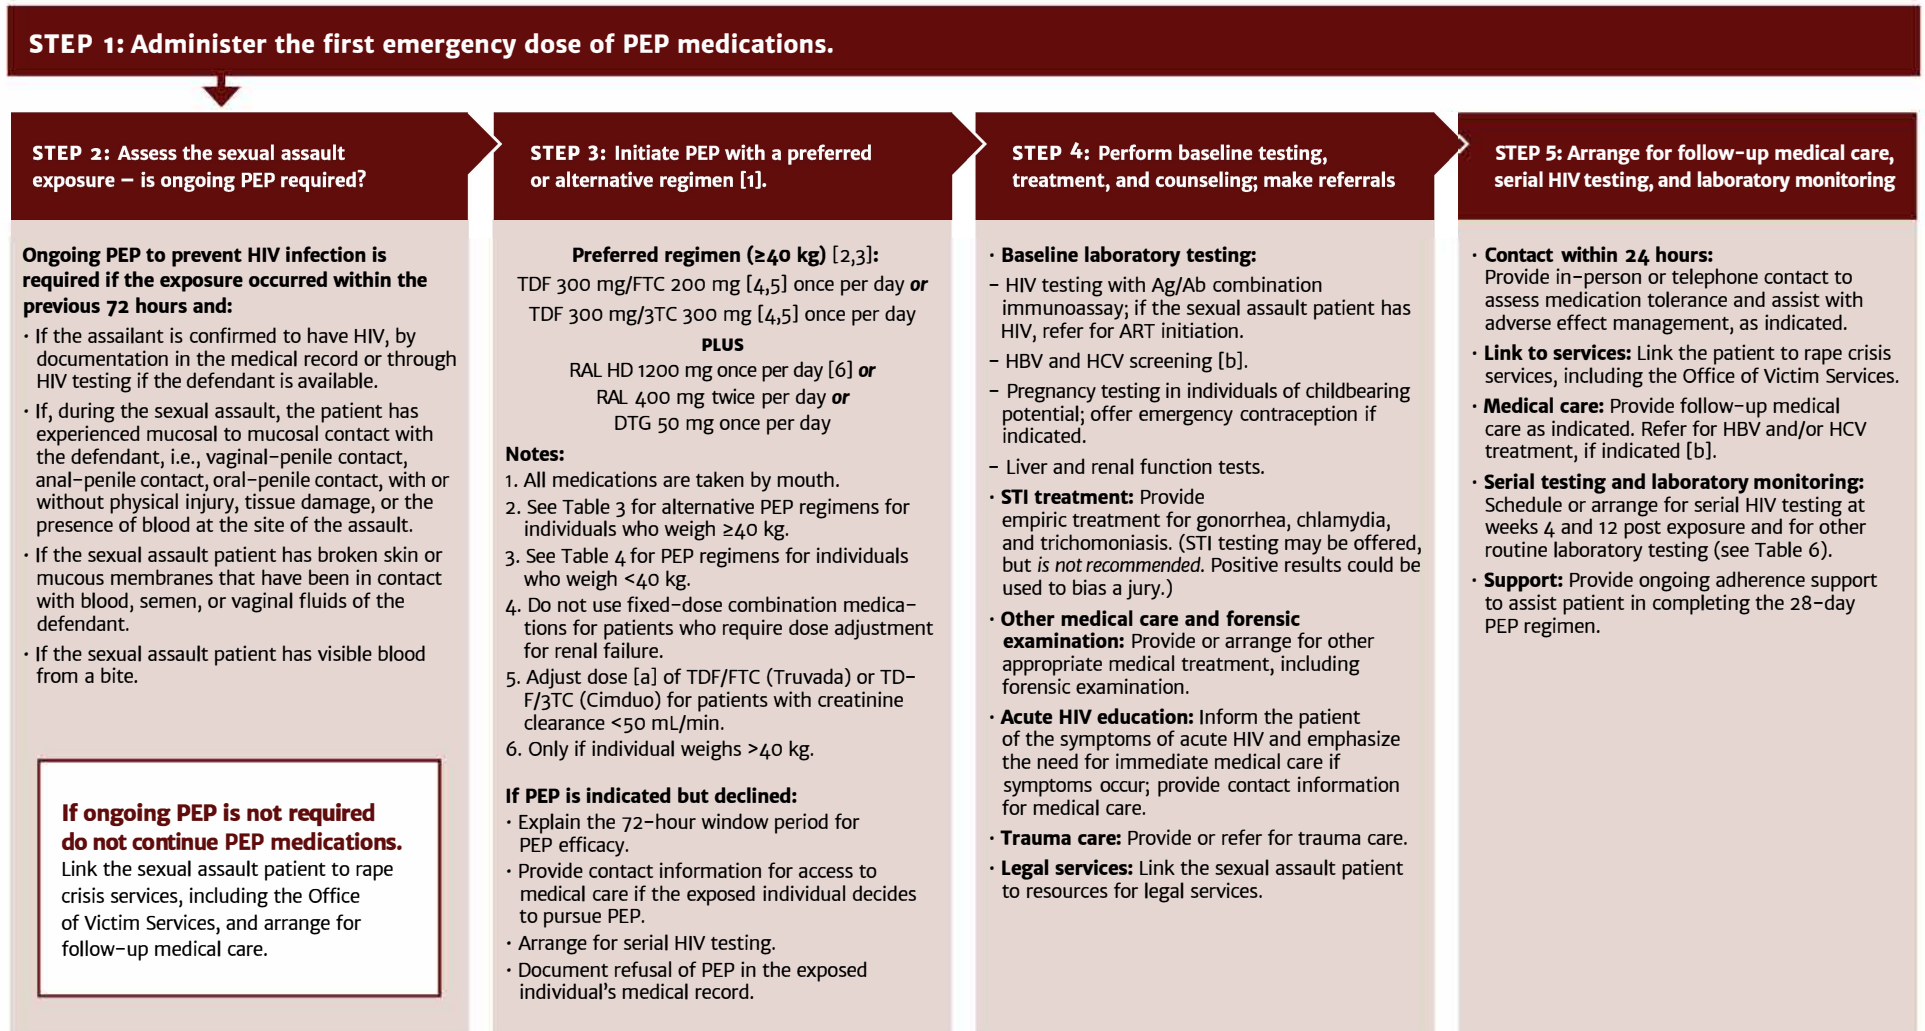 STEP 1: Administer the first emergency dose of PEP medications.
STEP 2: Assess the sexual assault
exposure – is ongoing PEP required?
Ongoing PEP to prevent HIV infection is
required if the exposure occurred within the
previous 72 hours and:
· If the assailant is confirmed to have HIV, by
documentation in the medical record or through
HIV testing if the defendant is available.
· If, during the sexual assault, the patient has
experienced mucosal to mucosal contact with
the defendant, i.e., vaginal-penile contact,
anal-penile contact, oral-penile contact, with or
without physical injury, tissue damage, or the
presence of blood at the site of the assault.
· If the sexual assault patient has broken skin or
mucous membranes that have been in contact
with blood, semen, or vaginal fluids of the
defendant.
· If the sexual assault patient has visible blood
from a bite.
If ongoing PEP is not required
do not continue PEP medications.
Link the sexual assault patient to rape
crisis services, including the Office
of Victim Services, and arrange for
follow-up medical care.
STEP 3: Initiate PEP with a preferred
or alternative regimen [1].
Preferred regimen (≥40 kg) [2,3]:
TDF 300 mg/FTC 200 mg [4,5] once per day or
TDF 300 mg/3TC 300 mg [4,5] once per day
PLUS
RAL HD 1200 mg once per day [6] or
RAL 400 mg twice per day or
DTG 50 mg once per day
Notes:
1. All medications are taken by mouth.
2. See Table 3 for alternative PEP regimens for
individuals who weigh ≥40 kg.
3. See Table 4 for PEP regimens for individuals
who weigh <40 kg.
4. Do not use fixed-dose combination medica-
tions for patients who require dose adjustment
for renal failure.
5. Adjust dose [a] of TDF/FTC (Truvada) or TD-
F/3TC (Cimduo) for patients with creatinine
clearance <50 mL/min.
6. Only if individual weighs >40 kg.
If PEP is indicated but declined:
· Explain the 72-hour window period for
PEP efficacy.
· Provide contact information for access to
medical care if the exposed individual decides
to pursue PEP.
· Arrange for serial HIV testing.
· Document refusal of PEP in the exposed
individual's medical record.
STEP 4: Perform baseline testing,
treatment, and counseling; make referrals
· Baseline laboratory testing:
– HIV testing with Ag/Ab combination
immunoassay; if the sexual assault patient has
HIV, refer for ART initiation.
– HBV and HCV screening [b].
– Pregnancy testing in individuals of childbearing
potential; offer emergency contraception if
indicated.
– Liver and renal function tests.
· STI treatment: Provide
empiric treatment for gonorrhea, chlamydia,
and trichomoniasis. (STI testing may be offered,
but is not recommended. Positive results could be
used to bias a jury.)
· Other medical care and forensic
examination: Provide or arrange for other
appropriate medical treatment, including
forensic examination.
· Acute HIV education: Inform the patient
of the symptoms of acute HIV and emphasize
the need for immediate medical care if
symptoms occur; provide contact information
for medical care.
· Trauma care: Provide or refer for trauma care.
· Legal services: Link the sexual assault patient
to resources for legal services.
STEP 5: Arrange for follow-up medical care,
serial HIV testing, and laboratory monitoring
· Contact within 24 hours:
Provide in-person or telephone contact to
assess medication tolerance and assist with
adverse effect management, as indicated.
· Link to services: Link the patient to rape crisis
services, including the Office of Victim Services.
· Medical care: Provide follow-up medical
care as indicated. Refer for HBV and/or HCV
treatment, if indicated [b].
· Serial testing and laboratory monitoring:
Schedule or arrange for serial HIV testing at
weeks 4 and 12 post exposure and for other
routine laboratory testing (see Table 6).
· Support: Provide ongoing adherence support
to assist patient in completing the 28-day
PEP regimen.